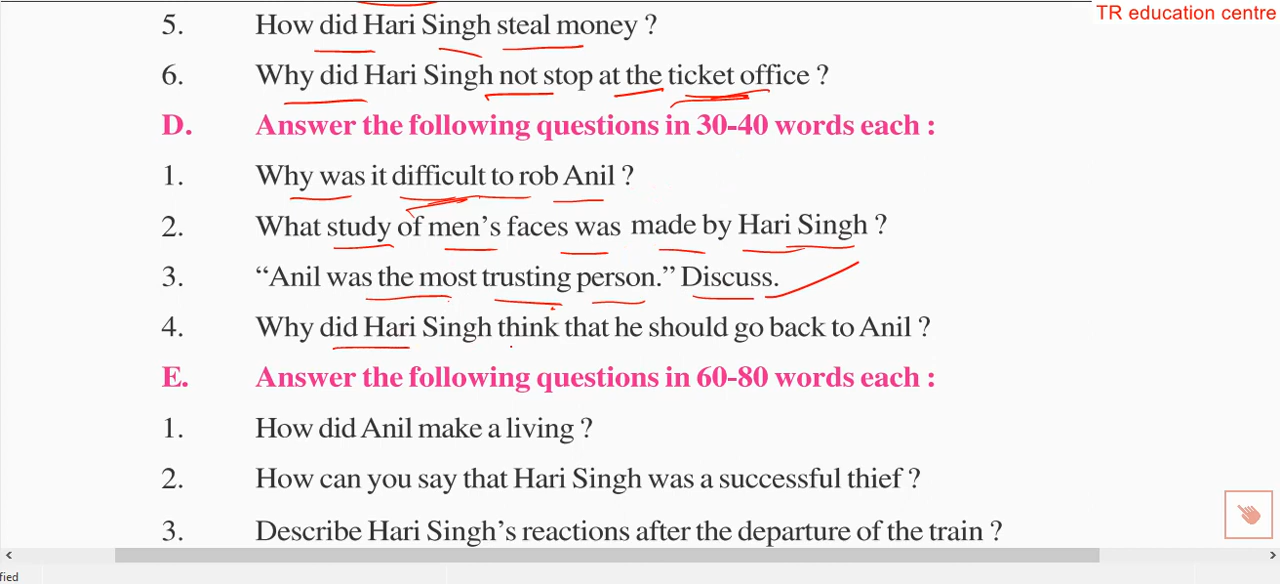 TR education centre
5. How did Hari Singh steal money ?
6. Why did Hari Singh not stop at the ticket office ?
D. Answer the following questions in 30-40 words each :
1. Why was it difficult to rob Anil ?
2. What study of men's faces was made by Hari Singh ?
3. “Anil was the most trusting person.” Discuss.
4. Why did Hari Singh think that he should go back to Anil ?
E. Answer the following questions in 60-80 words each :
1. How did Anil make a living ?
2. How can you say that Hari Singh was a successful thief ?
3. Describe Hari Singh's reactions after the departure of the train ?
fied